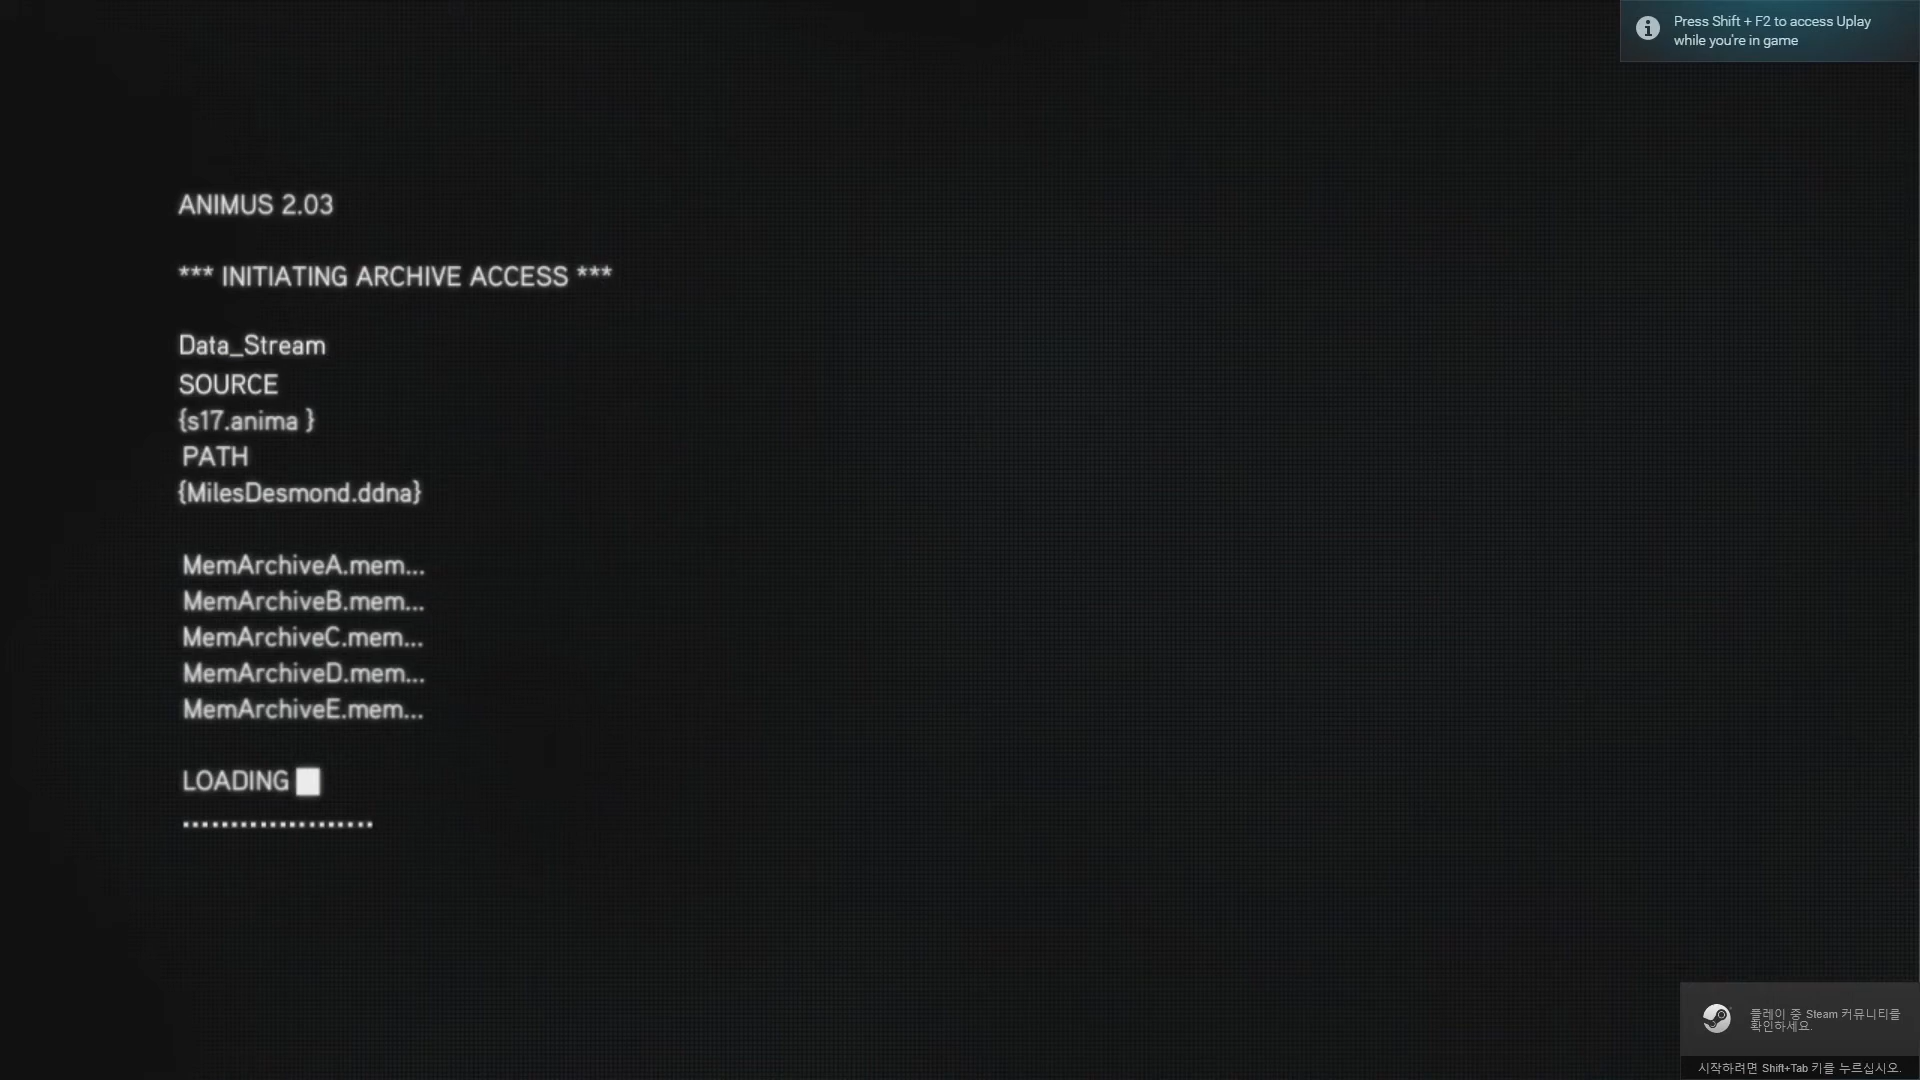 Press Shift + F2 to access Uplay
while you're in game
ANIMUS 2.03
*** INITIATING ARCHIVE ACCESS ***
Data_Stream
SOURCE
{s17.anima }
PATH
{MilesDesmond.ddna}
MemArchiveA.mem...
MemArchiveB.mem...
MemArchiveC.mem...
MemArchiveD.mem...
MemArchiveE.mem...
LOADING
....................
플레이 중 Steam 커뮤니티를
확인하세요.
시작하려면 Shift+Tab 키를 누르십시오.